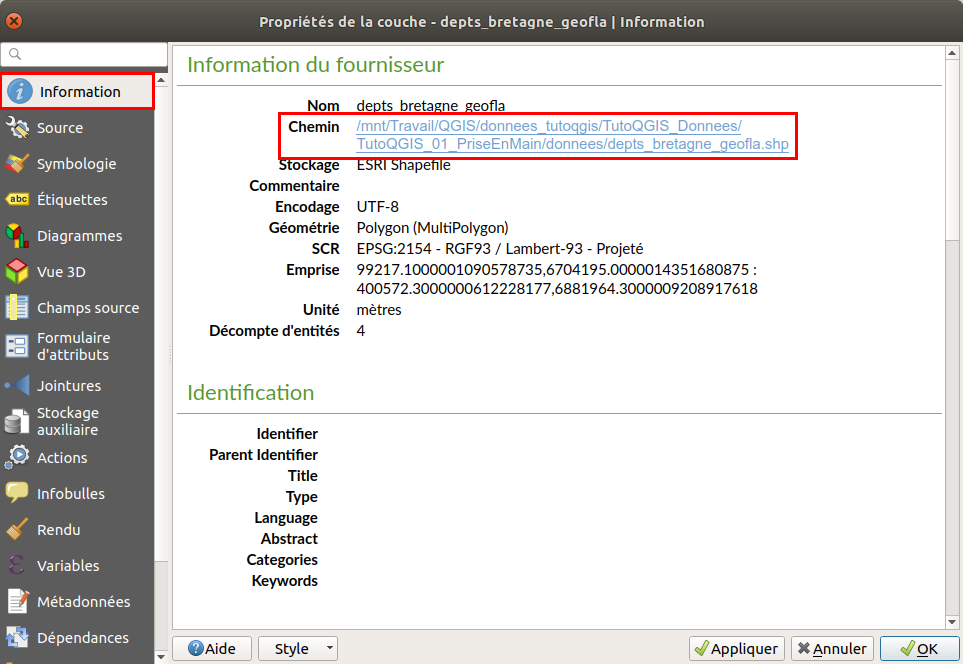 Propriétés de la couche - depts_bretagne_geofla | Information
Information
Source
Symbologie
abc Étiquettes
Diagrammes
Vue 3D
Champs source
Formulaire
d'attributs
Jointures
Stockage
auxiliaire
Actions
Infobulles
Rendu
Variables
Métadonnées
Dépendances
Information du fournisseur
Nom depts_bretagne_geofla
Chemin /mnt/Travail/QGIS/donnees_tutoqgis/TutoQGIS_Donnees/
TutoQGIS_01_PriseEnMain/donnees/depts_bretagne_geofla.shp
Stockage ESRI Shapefile
Commentaire
Encodage UTF-8
Géométrie Polygon (MultiPolygon)
SCR EPSG:2154 - RGF93 / Lambert-93 - Projeté
Emprise 99217.1000001090578735,6704195.0000014351680875 :
400572.3000000612228177,6881964.3000009208917618
Unité mètres
Décompte d'entités 4
Identification
Identifier
Parent Identifier
Title
Type
Language
Abstract
Categories
Keywords
Aide Style Appliquer Annuler OK